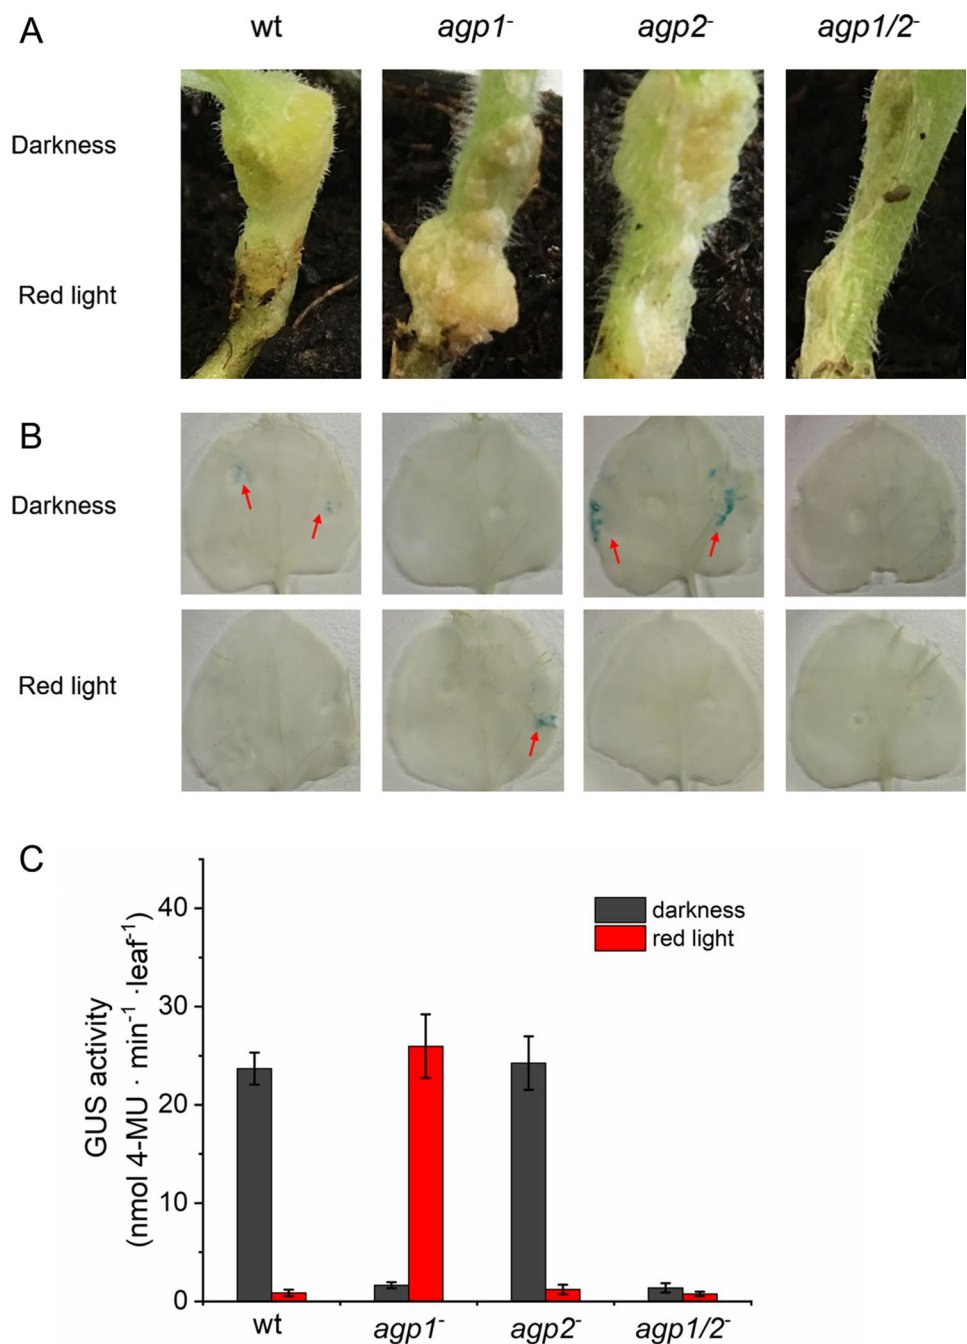 A
wt agp1⁻ agp2⁻ agp1/2⁻
Darkness
Red light
B
Darkness
Red light
C
GUS activity
(nmol 4-MU · min⁻¹ ·leaf⁻¹)
40
30
20
10
0
darkness
red light
wt agp1⁻ agp2⁻ agp1/2⁻